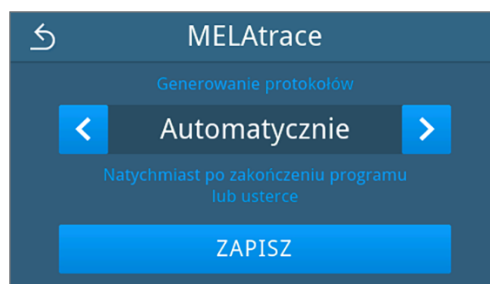 MELAtrace
Generowanie protokołów
Automatycznie
Natychmiast po zakończeniu programu
lub usterce
ZAPISZ